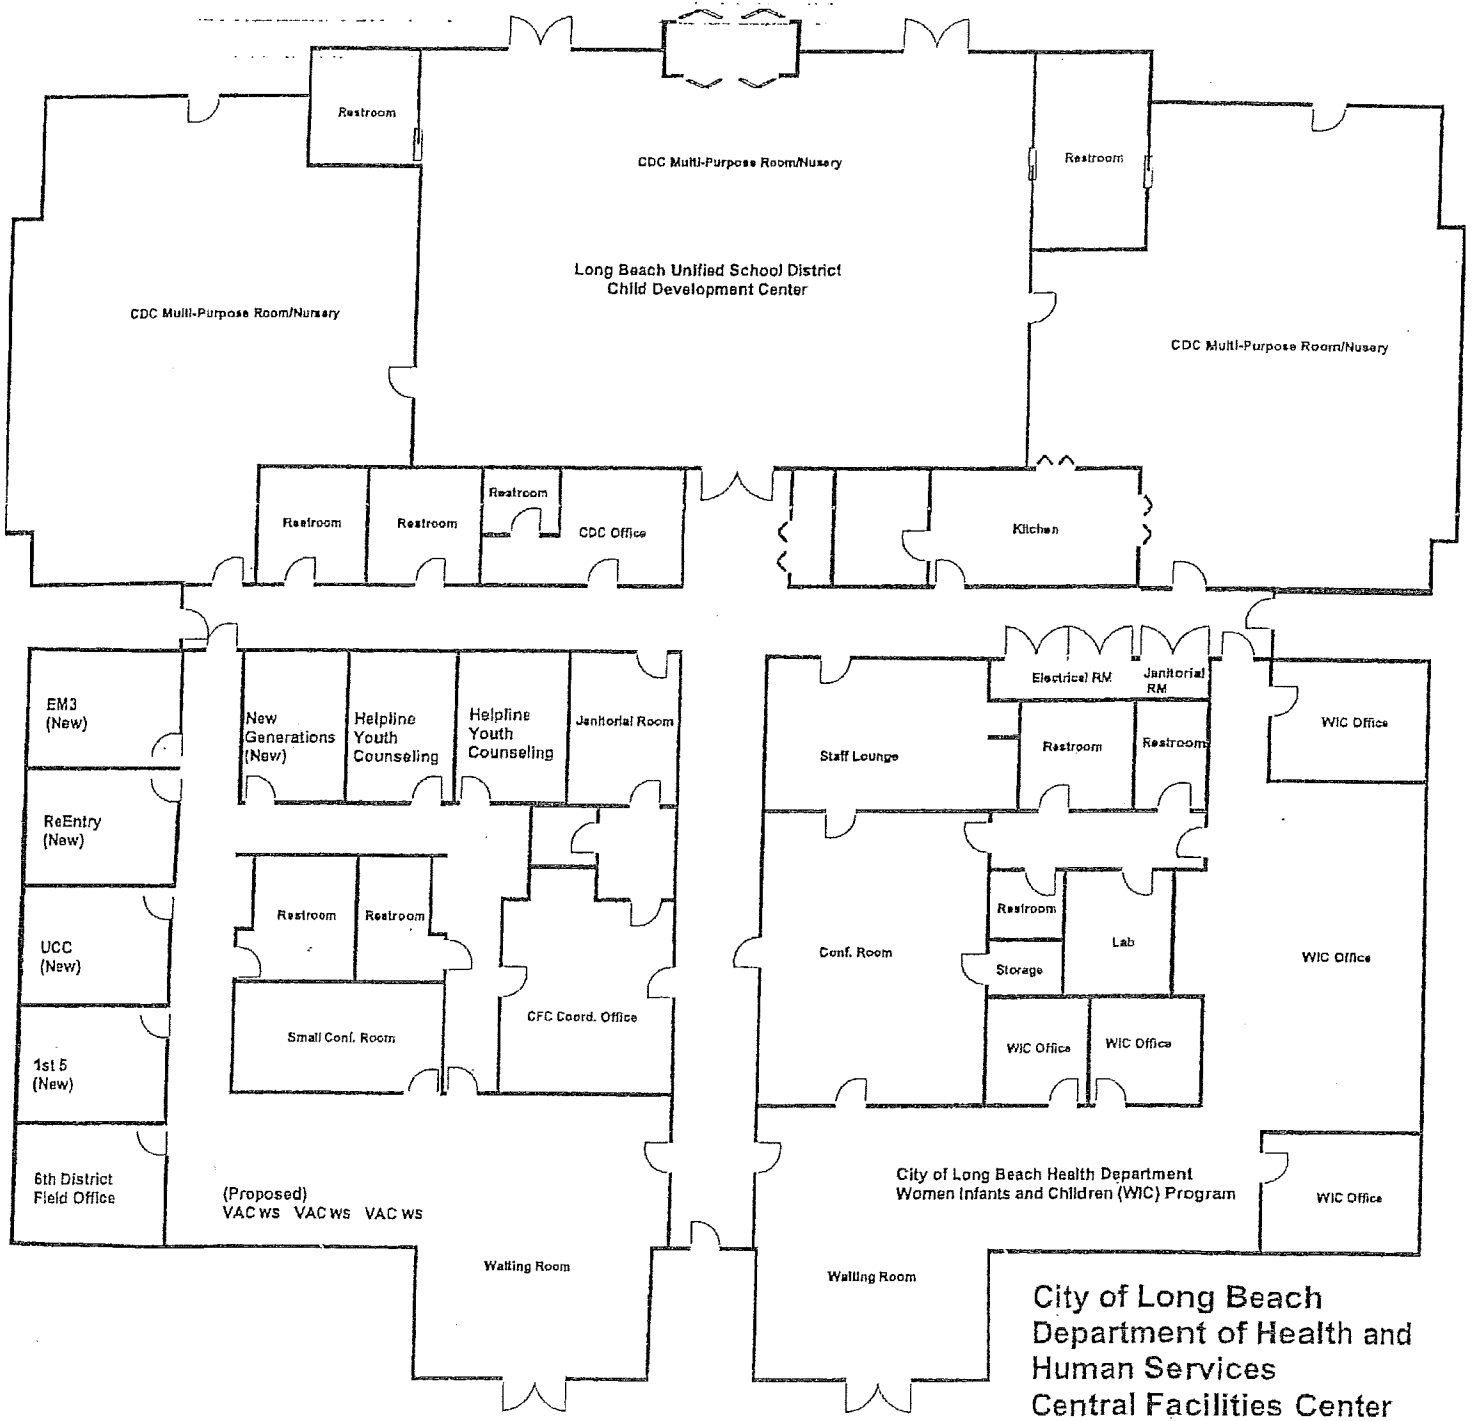 Restroom
CDC Multi-Purpose Room/Nusery
Restroom
Long Beach Unified School District
Child Development Center
CDC Multi-Purpose Room/Nursery
CDC Multi-Purpose Room/Nusery
Restroom
Restroom
Restroom
CDC Office
Kitchen
EM3
(New)
New
Generations
(New)
Helpline
Youth
Counseling
Helpline
Youth
Counseling
Janitorial Room
Staff Lounge
Electrical RM
Janitorial
RM
Restroom
Restroom
WIC Office
ReEntry
(New)
Restroom
Restroom
Conf. Room
Restroom
Storage
Lab
WIC Office
UCC
(New)
Small Conf. Room
CFC Coord. Office
WIC Office
WIC Office
1st 5
(New)
6th District
Field Office
(Proposed)
VAC WS VAC WS VAC WS
City of Long Beach Health Department
Women Infants and Children (WIC) Program
WIC Office
Waiting Room
Waiting Room
City of Long Beach
Department of Health and
Human Services
Central Facilities Center